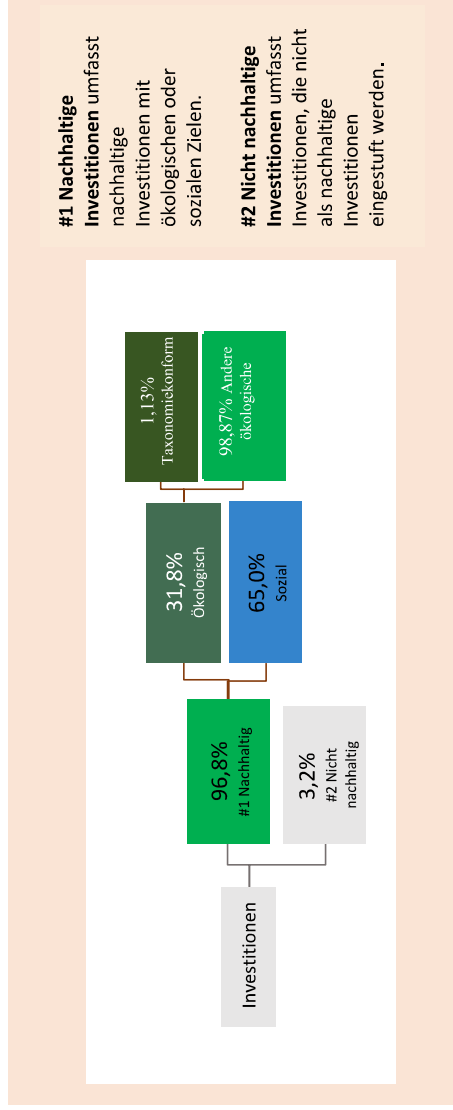 Investitionen
96,8%
#1 Nachhaltig
3,2%
#2 Nicht
nachhaltig
31,8%
Ökologisch
65,0%
Sozial
1,13%
Taxonomiekonform
98,87% Andere
ökologische
#1 Nachhaltige
Investitionen umfasst
nachhaltige
Investitionen mit
ökologischen oder
sozialen Zielen.
#2 Nicht nachhaltige
Investitionen umfasst
Investitionen, die nicht
als nachhaltige
Investitionen
eingestuft werden.